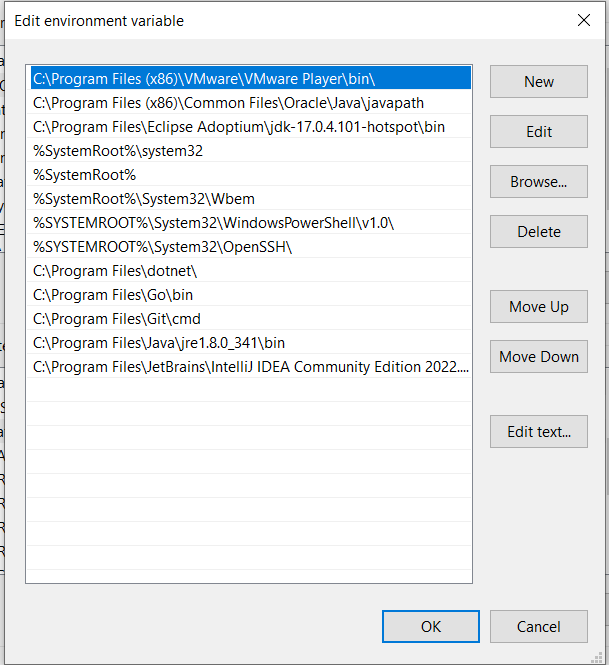 Edit environment variable
C:\Program Files (x86)\VMware\VMware Player\bin\
C:\Program Files (x86)\Common Files\Oracle\Java\javapath
C:\Program Files\Eclipse Adoptium\jdk-17.0.4.101-hotspot\bin
%SystemRoot%\system32
%SystemRoot%
%SystemRoot%\System32\Wbem
%SYSTEMROOT%\System32\WindowsPowerShell\v1.0\
%SYSTEMROOT%\System32\OpenSSH\
C:\Program Files\dotnet\
C:\Program Files\Go\bin
C:\Program Files\Git\cmd
C:\Program Files\Java\jre1.8.0_341\bin
C:\Program Files\JetBrains\IntelliJ IDEA Community Edition 2022....
New
Edit
Browse...
Delete
Move Up
Move Down
Edit text...
OK
Cancel